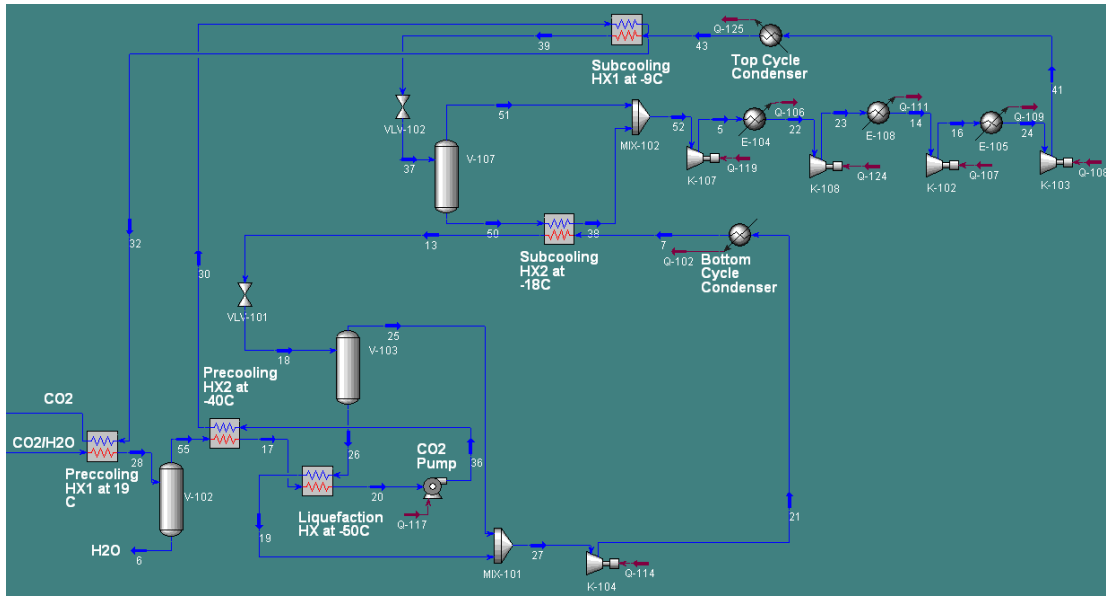 Q-125
39
43
Subcooling
HX1 at -9C
Top Cycle
Condenser
41
VLV-102
51
Q-106
Q-111
Q-109
MIX-102
52
5
E-104
22
23
E-108
14
16
E-105
24
37
V-107
K-107
Q-119
K-108
Q-124
K-102
Q-107
K-103
Q-108
50
38
13
7
Q-102
Subcooling
HX2 at
-18C
Bottom
Cycle
Condenser
32
30
VLV-101
18
25
V-103
Precooling
HX2 at
-40C
CO2
CO2/H2O
28
55
17
26
CO2
Pump
36
Preccoling
HX1 at 19
C
V-102
20
Q-117
Liquefaction
HX at -50C
19
21
H2O
6
MIX-101
27
K-104
Q-114